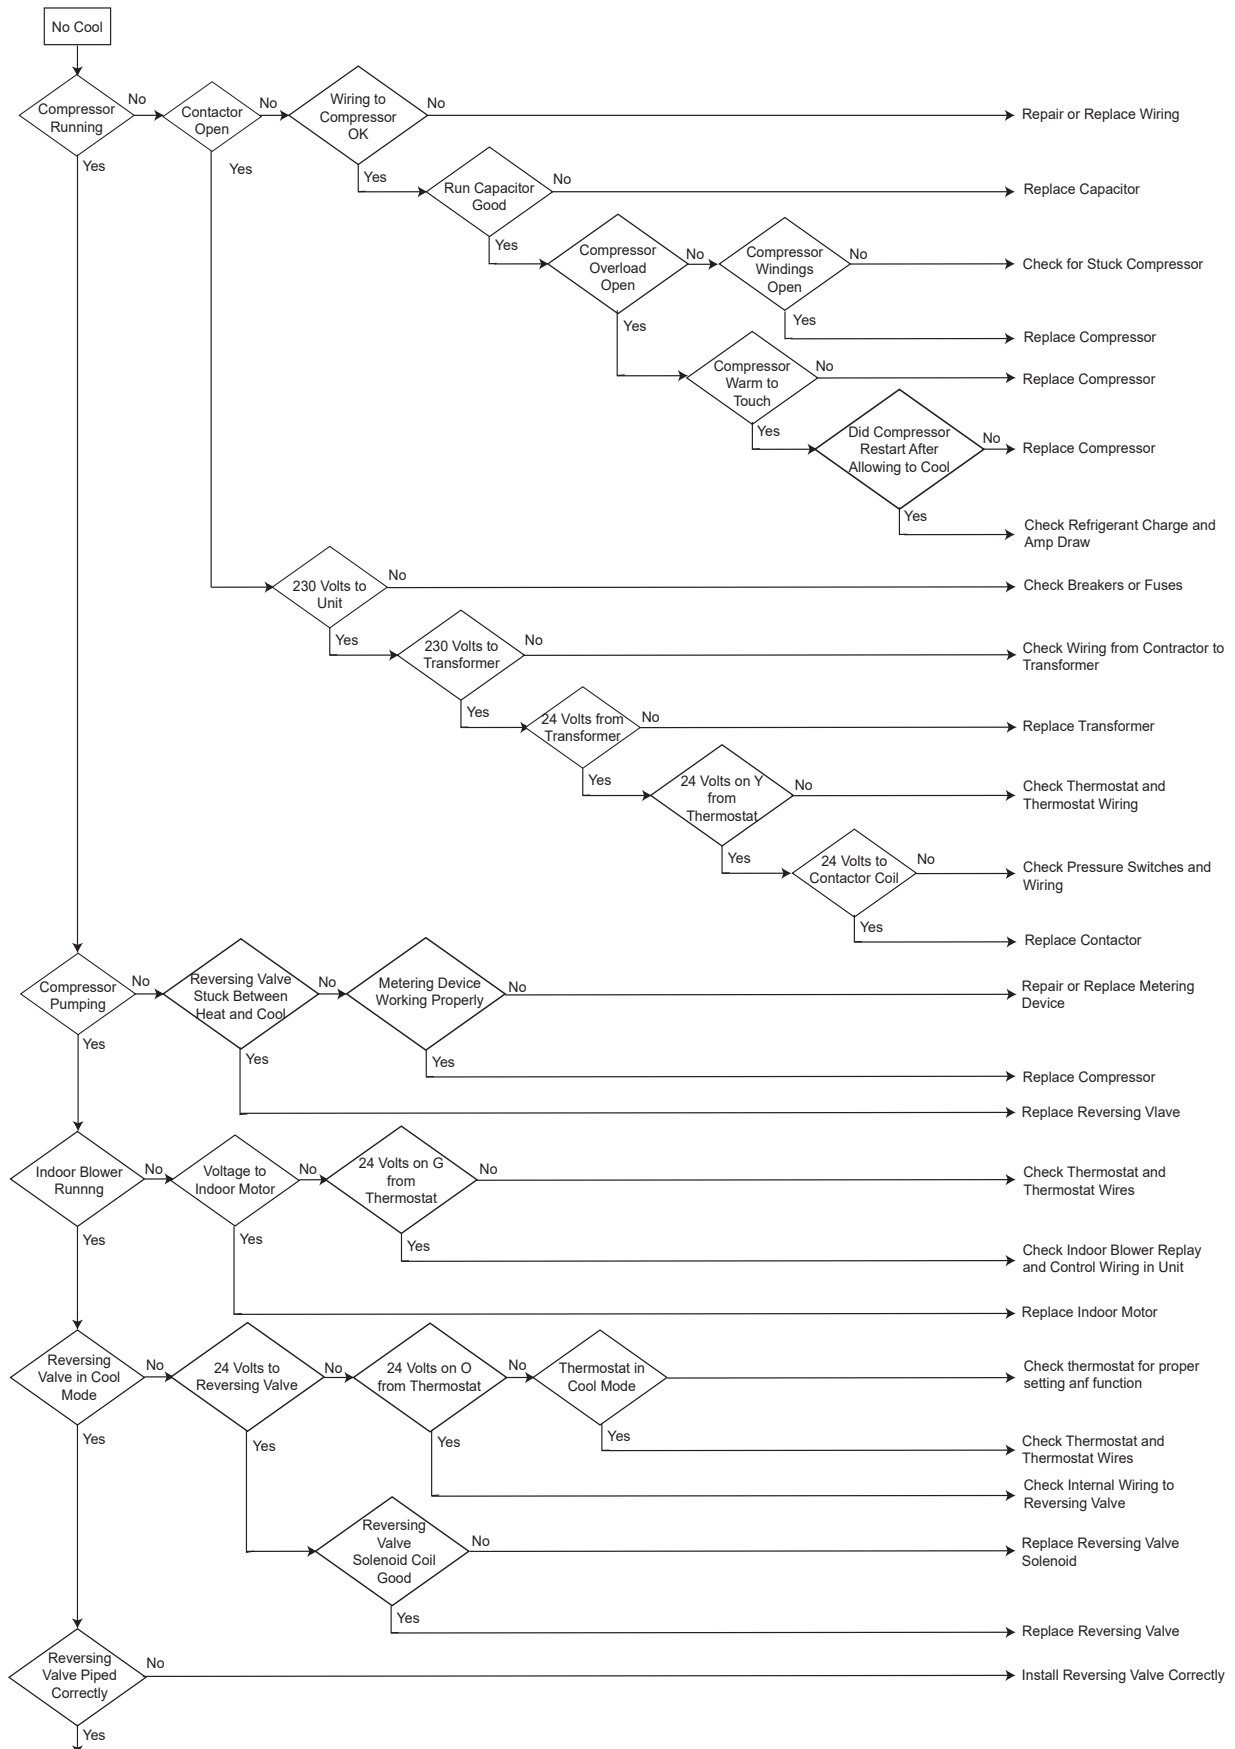 No Cool
Compressor
Running
No
Contactor
Open
No
Wiring to
Compressor
OK
No
Repair or Replace Wiring
Yes
Yes
Yes
Run Capacitor
Good
No
Replace Capacitor
Yes
Compressor
Overload
Open
No
Compressor
Windings
Open
No
Check for Stuck Compressor
Yes
Replace Compressor
Yes
Compressor
Warm to
Touch
No
Replace Compressor
Yes
Did Compressor
Restart After
Allowing to Cool
No
Replace Compressor
Yes
Check Refrigerant Charge and
Amp Draw
230 Volts to
Unit
No
Check Breakers or Fuses
Yes
230 Volts to
Transformer
No
Check Wiring from Contractor to
Transformer
Yes
24 Volts from
Transformer
No
Replace Transformer
Yes
24 Volts on Y
from
Thermostat
No
Check Thermostat and
Thermostat Wiring
Yes
24 Volts to
Contactor Coil
No
Check Pressure Switches and
Wiring
Yes
Replace Contactor
Compressor
Pumping
No
Reversing Valve
Stuck Between
Heat and Cool
No
Metering Device
Working Properly
No
Repair or Replace Metering
Device
Yes
Yes
Yes
Replace Compressor
Replace Reversing Vlave
Indoor Blower
Runnng
No
Voltage to
Indoor Motor
No
24 Volts on G
from
Thermostat
No
Check Thermostat and
Thermostat Wires
Yes
Yes
Yes
Check Indoor Blower Replay
and Control Wiring in Unit
Replace Indoor Motor
Reversing
Valve in Cool
Mode
No
24 Volts to
Reversing Valve
No
24 Volts on O
from Thermostat
No
Thermostat in
Cool Mode
Check thermostat for proper
setting anf function
Yes
Yes
Yes
Yes
Check Thermostat and
Thermostat Wires
Check Internal Wiring to
Reversing Valve
Reversing
Valve
Solenoid Coil
Good
No
Replace Reversing Valve
Solenoid
Yes
Replace Reversing Valve
Reversing
Valve Piped
Correctly
No
Install Reversing Valve Correctly
Yes